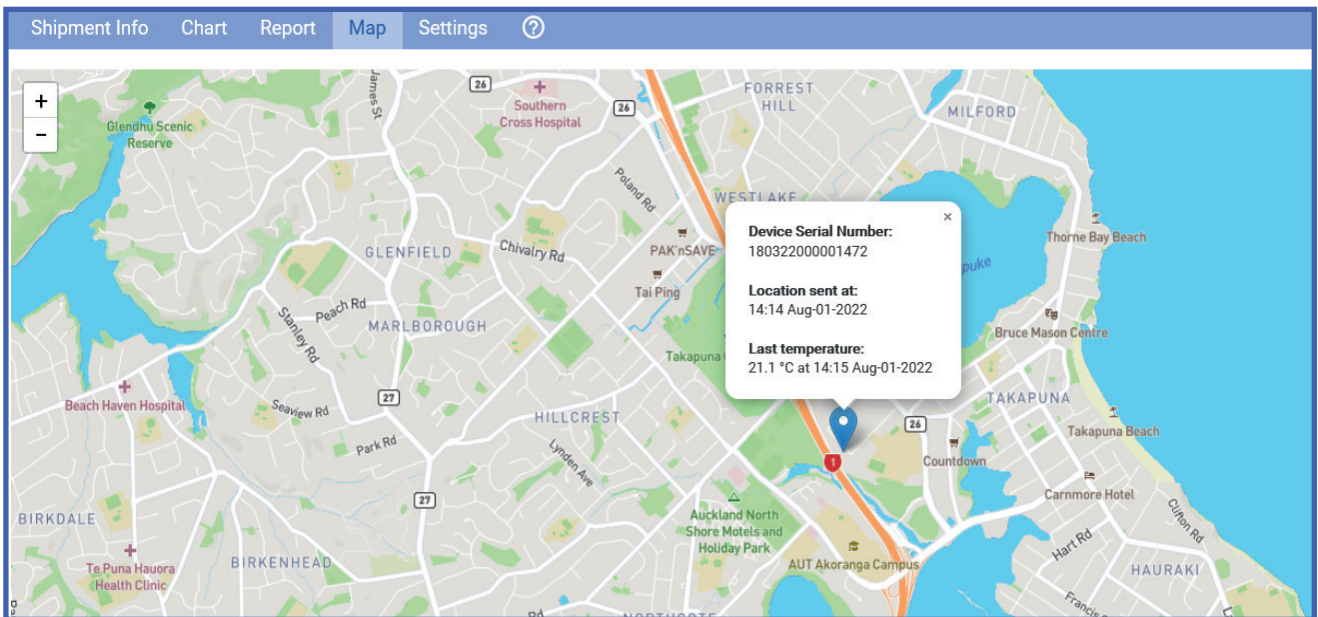 Shipment Info Chart Report Map Settings ?
+
−
James St
26
Southern
Cross Hospital
26
FORREST
HILL
MILFORD
Glendhu Scenic
Reserve
Poland Rd
WESTLAKE
×
Device Serial Number:
180322000001472
Location sent at:
14:14 Aug-01-2022
Last temperature:
21.1 °C at 14:15 Aug-01-2022
Thorne Bay Beach
GLENFIELD
Chivalry Rd
PAK'nSAVE
puke
Tai Ping
Peach Rd
Stanley Rd
MARLBOROUGH
Bruce Mason Centre
Takapuna
Beach Haven Hospital
27
Seaview Rd
HILLCREST
26
TAKAPUNA
Takapuna Beach
Park Rd
Lynden Ave
1
Countdown
27
Carnmore Hotel
Clifton Rd
BIRKDALE
Auckland North
Shore Motels and
Holiday Park
Hart Rd
Te Puna Hauora
Health Clinic
BIRKENHEAD
AUT Akoranga Campus
HAURAKI
Francis
Rd
NORTHCOTE